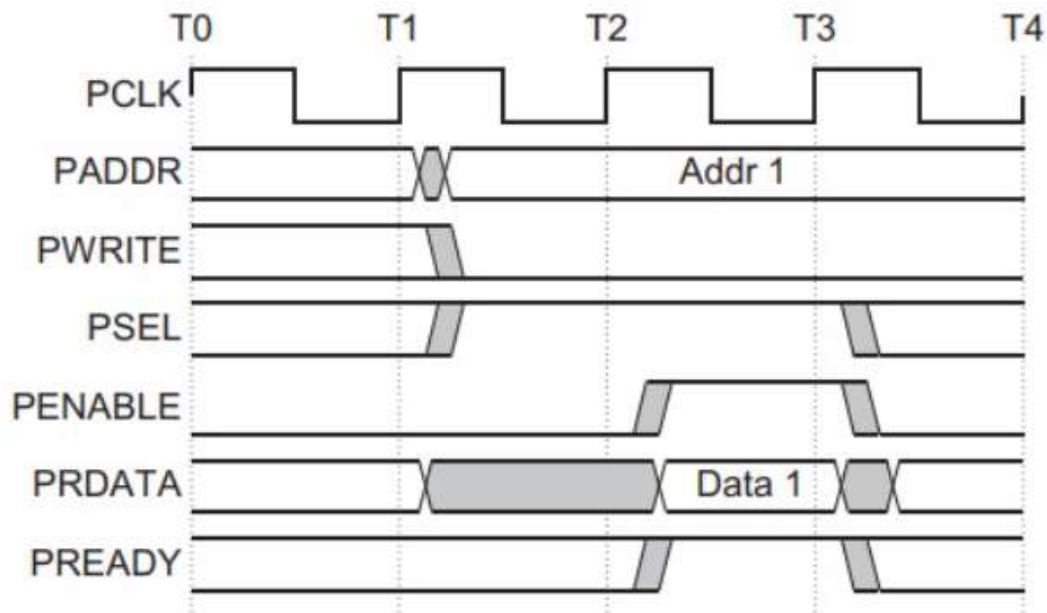 T0 T1 T2 T3 T4
PCLK
PADDR Addr 1
PWRITE
PSEL
PENABLE
PRDATA Data 1
PREADY